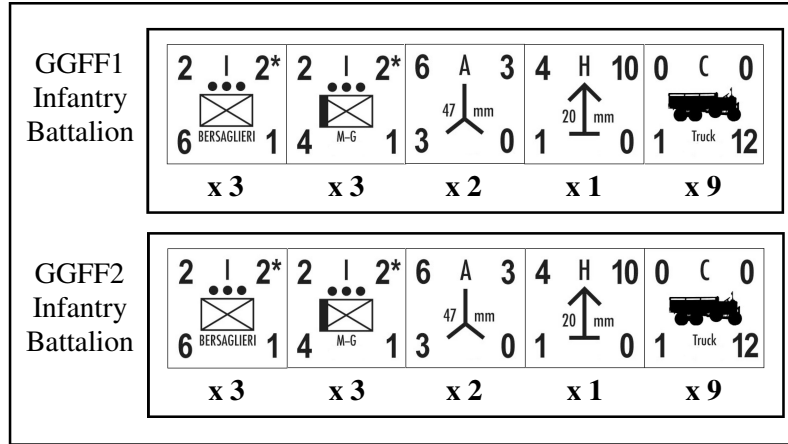 GGFF1
Infantry
Battalion
2 I 2* 2 I 2* 6 A 3 4 H 10 0 C 0
47 mm 20 mm
6 BERSAGLIERI 1 4 M–G 1 3 0 1 0 1 Truck 12
x 3 x 3 x 2 x 1 x 9
GGFF2
Infantry
Battalion
2 I 2* 2 I 2* 6 A 3 4 H 10 0 C 0
47 mm 20 mm
6 BERSAGLIERI 1 4 M–G 1 3 0 1 0 1 Truck 12
x 3 x 3 x 2 x 1 x 9